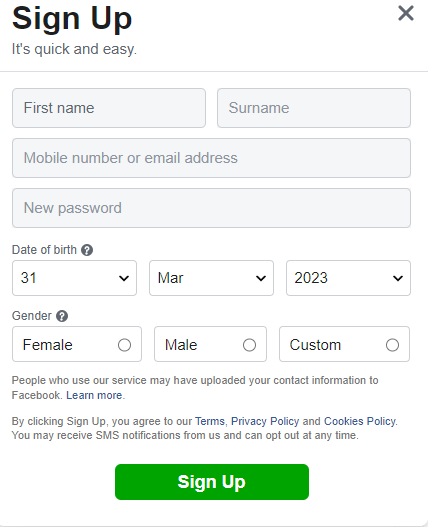 Sign Up
It's quick and easy.
First name Surname
Mobile number or email address
New password
Date of birth ?
31 Mar 2023
Gender ?
Female Male Custom
People who use our service may have uploaded your contact information to
Facebook. Learn more.
By clicking Sign Up, you agree to our Terms, Privacy Policy and Cookies Policy.
You may receive SMS notifications from us and can opt out at any time.
Sign Up